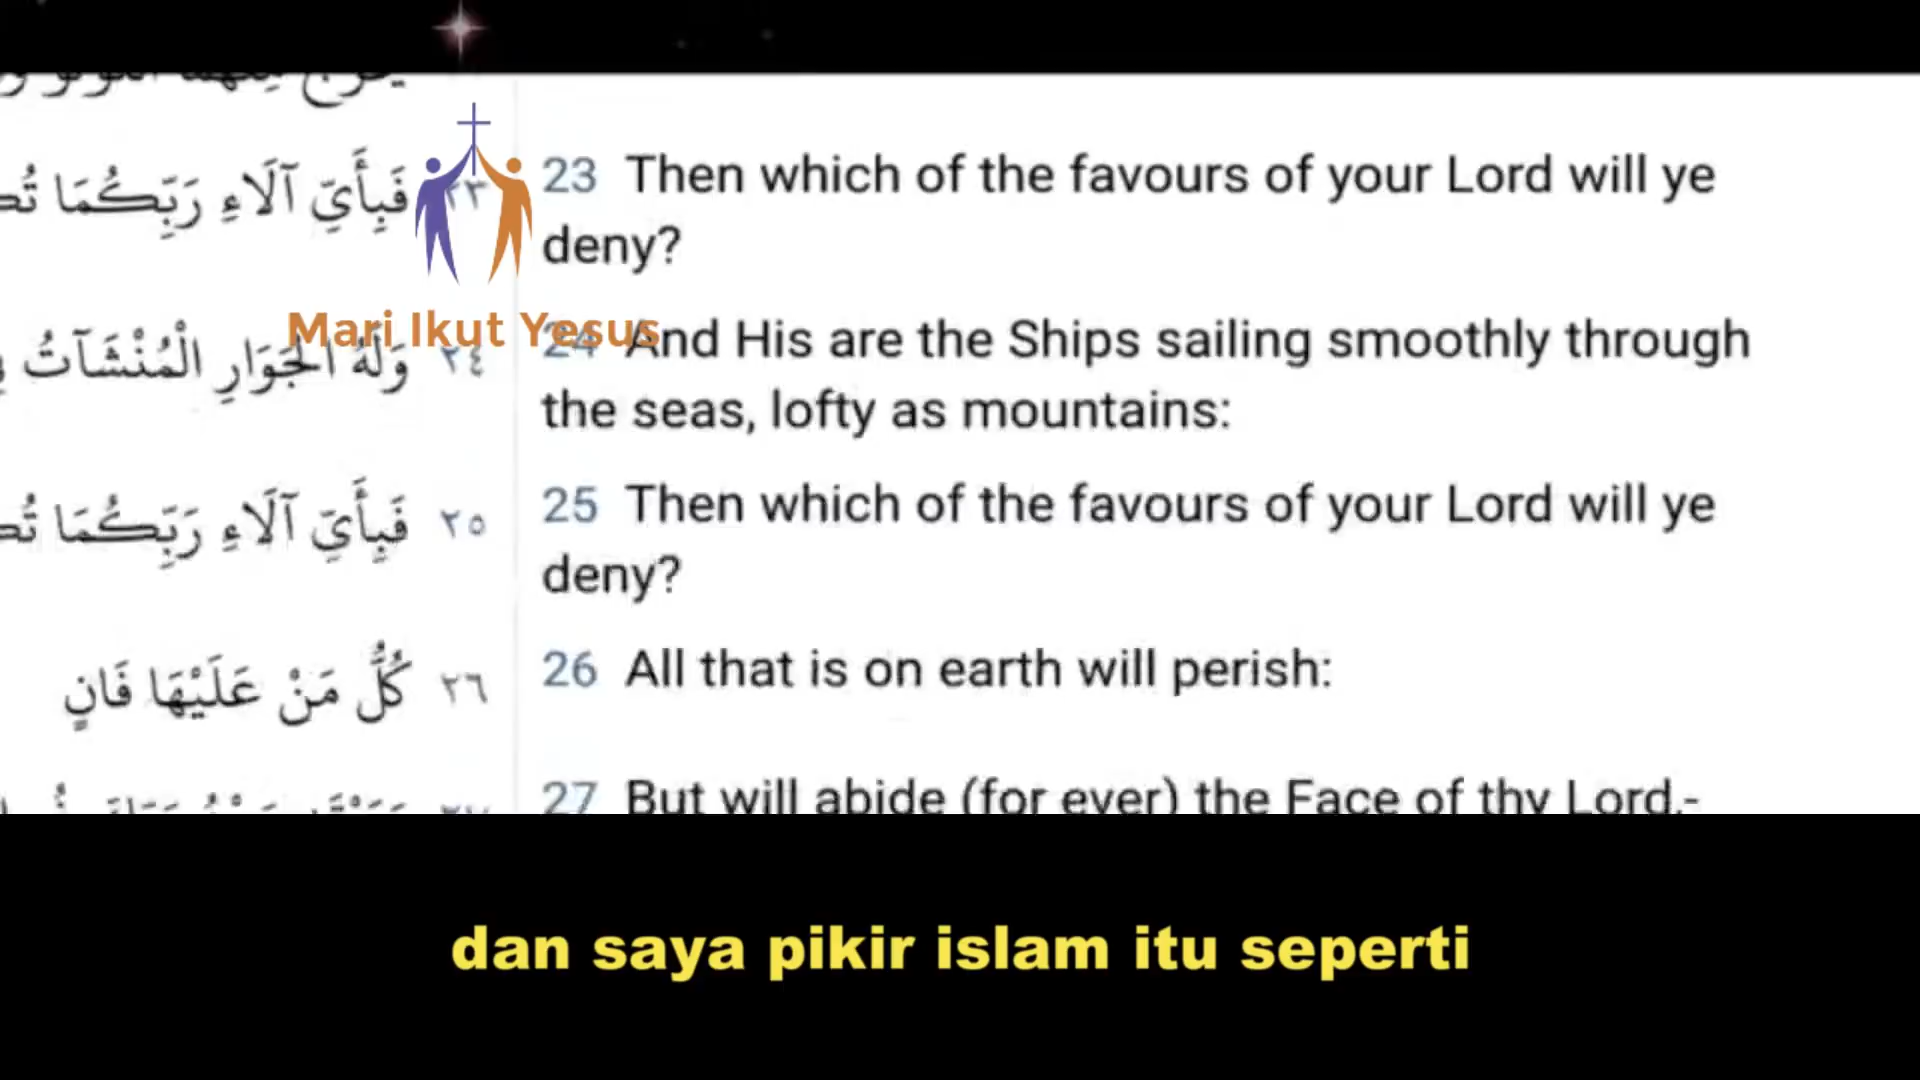 فَبِأَيِّ آلَاءِ رَبِّكُمَا
23 Then which of the favours of your Lord will ye
deny?
Mari Ikut Yesus
وَلَهُ الْجَوَارِ الْمُنْشَآتُ ٢٤
24 And His are the Ships sailing smoothly through
the seas, lofty as mountains:
فَبِأَيِّ آلَاءِ رَبِّكُمَا ٢٥
25 Then which of the favours of your Lord will ye
deny?
كُلُّ مَنْ عَلَيْهَا فَانٍ ٢٦
26 All that is on earth will perish:
27 But will abide (for ever) the Face of thy Lord,-
dan saya pikir islam itu seperti